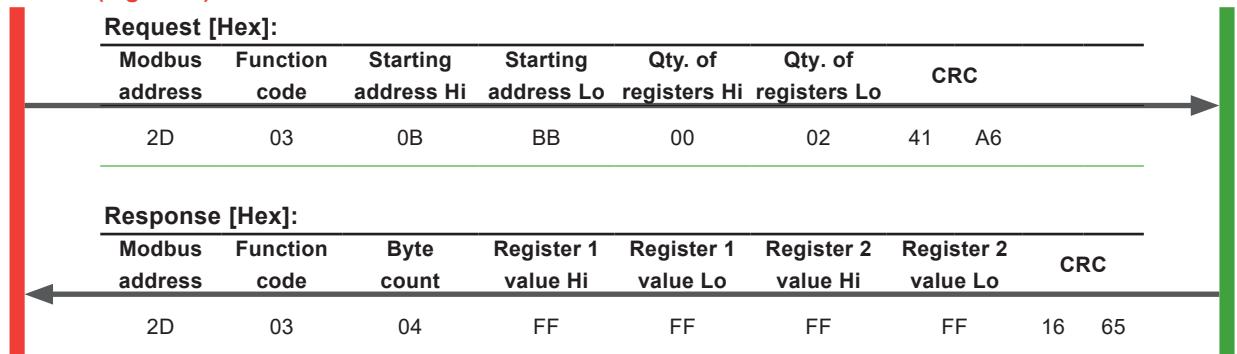 Request [Hex]:
Modbus Function Starting Starting Qty. of Qty. of CRC
address code address Hi address Lo registers Hi registers Lo
2D 03 0B BB 00 02 41 A6
Response [Hex]:
Modbus Function Byte Register 1 Register 1 Register 2 Register 2 CRC
address code count value Hi value Lo value Hi value Lo
2D 03 04 FF FF FF FF 16 65